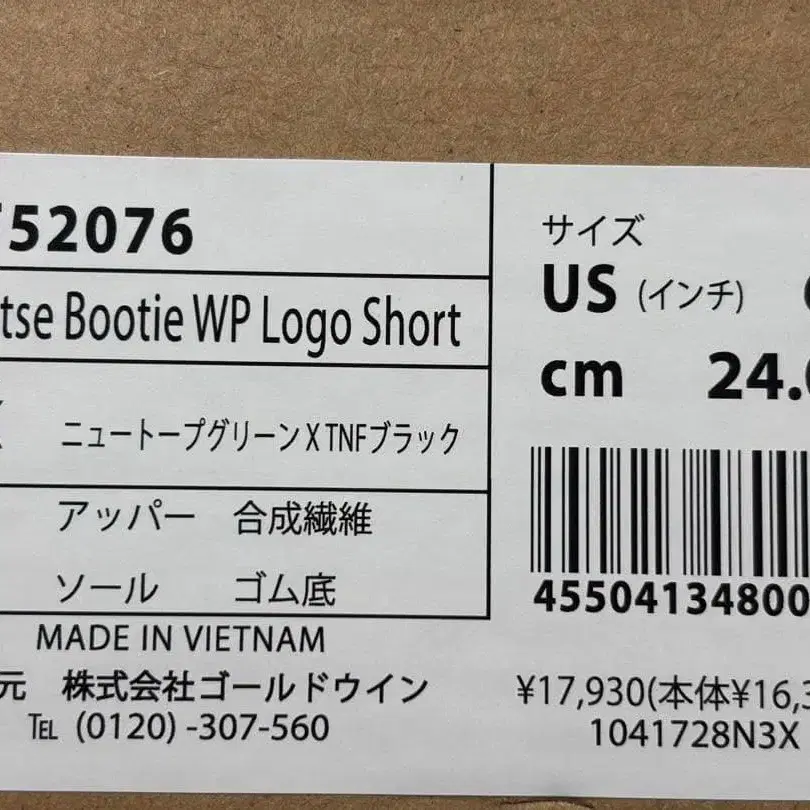 52076
tse Bootie WP Logo Short
ニュートープグリーンX TNFブラック
アッパー 合成繊維
ソール ゴム底
MADE IN VIETNAM
元 株式会社ゴールドウイン
TEL (0120) -307-560
サイズ
US (インチ)
cm 24.
45504134800
¥17,930(本体¥16,3
1041728N3X